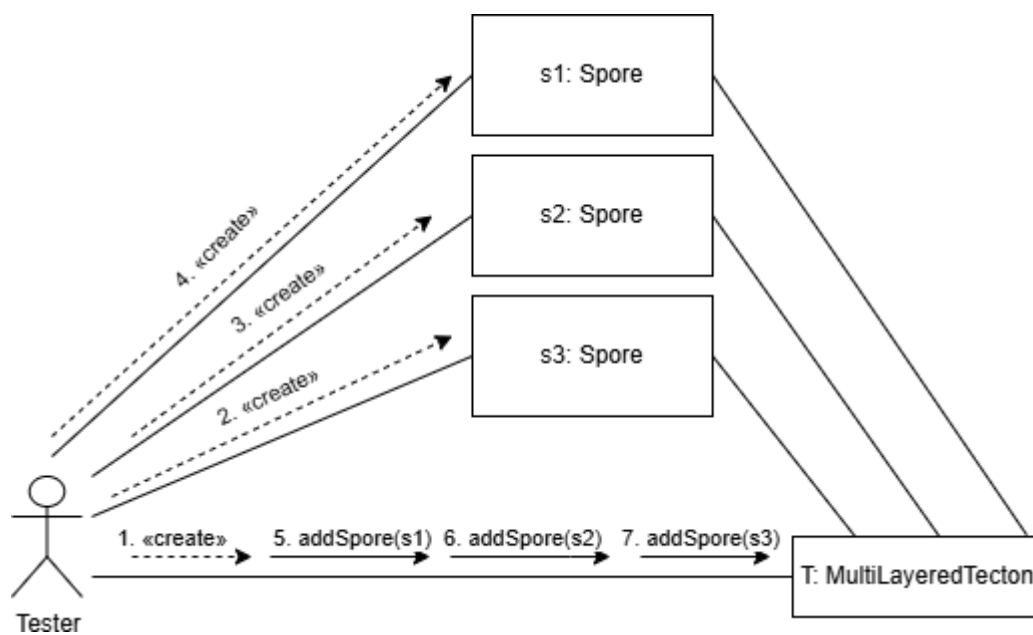 s1: Spore
4. «create»
s2: Spore
3. «create»
s3: Spore
2. «create»
1. «create»
5. addSpore(s1)
6. addSpore(s2)
7. addSpore(s3)
T: MultiLayeredTecton
Tester